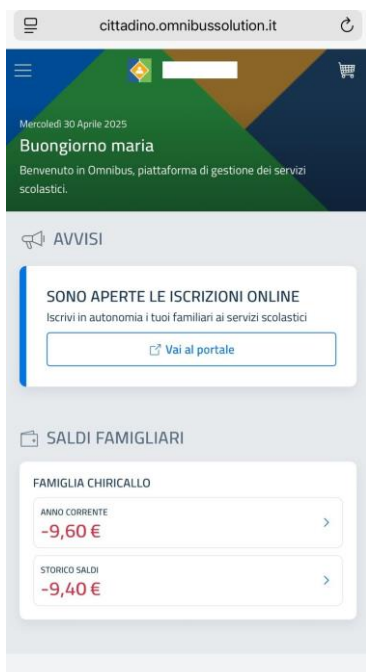 cittadino.omnibussolution.it
Mercoledì 30 Aprile 2025
Buongiorno maria
Benvenuto in Omnibus, piattaforma di gestione dei servizi
scolastici.
AVVISI
SONO APERTE LE ISCRIZIONI ONLINE
Iscrivi in autonomia i tuoi familiari ai servizi scolastici
Vai al portale
SALDI FAMIGLIARI
FAMIGLIA CHIRICALLO
ANNO CORRENTE
-9,60 €
STORICO SALDI
-9,40 €